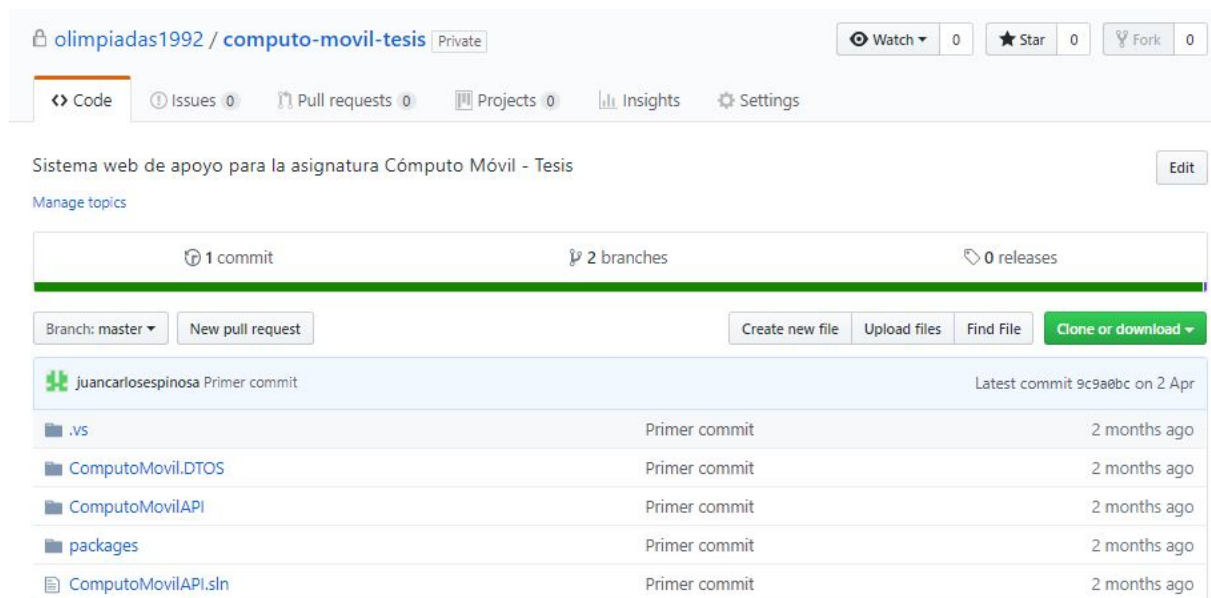 olimpiadas1992 / computo-movil-tesis Private Watch 0 Star 0 Fork 0
Code Issues 0 Pull requests 0 Projects 0 Insights Settings
Sistema web de apoyo para la asignatura Cómputo Móvil - Tesis Edit
Manage topics
1 commit 2 branches 0 releases
Branch: master New pull request Create new file Upload files Find File Clone or download
juancarlosespinosa Primer commit Latest commit 9c9a0bc on 2 Apr
.vs Primer commit 2 months ago
ComputoMovil.DTOS Primer commit 2 months ago
ComputoMovilAPI Primer commit 2 months ago
packages Primer commit 2 months ago
ComputoMovilAPI.sln Primer commit 2 months ago